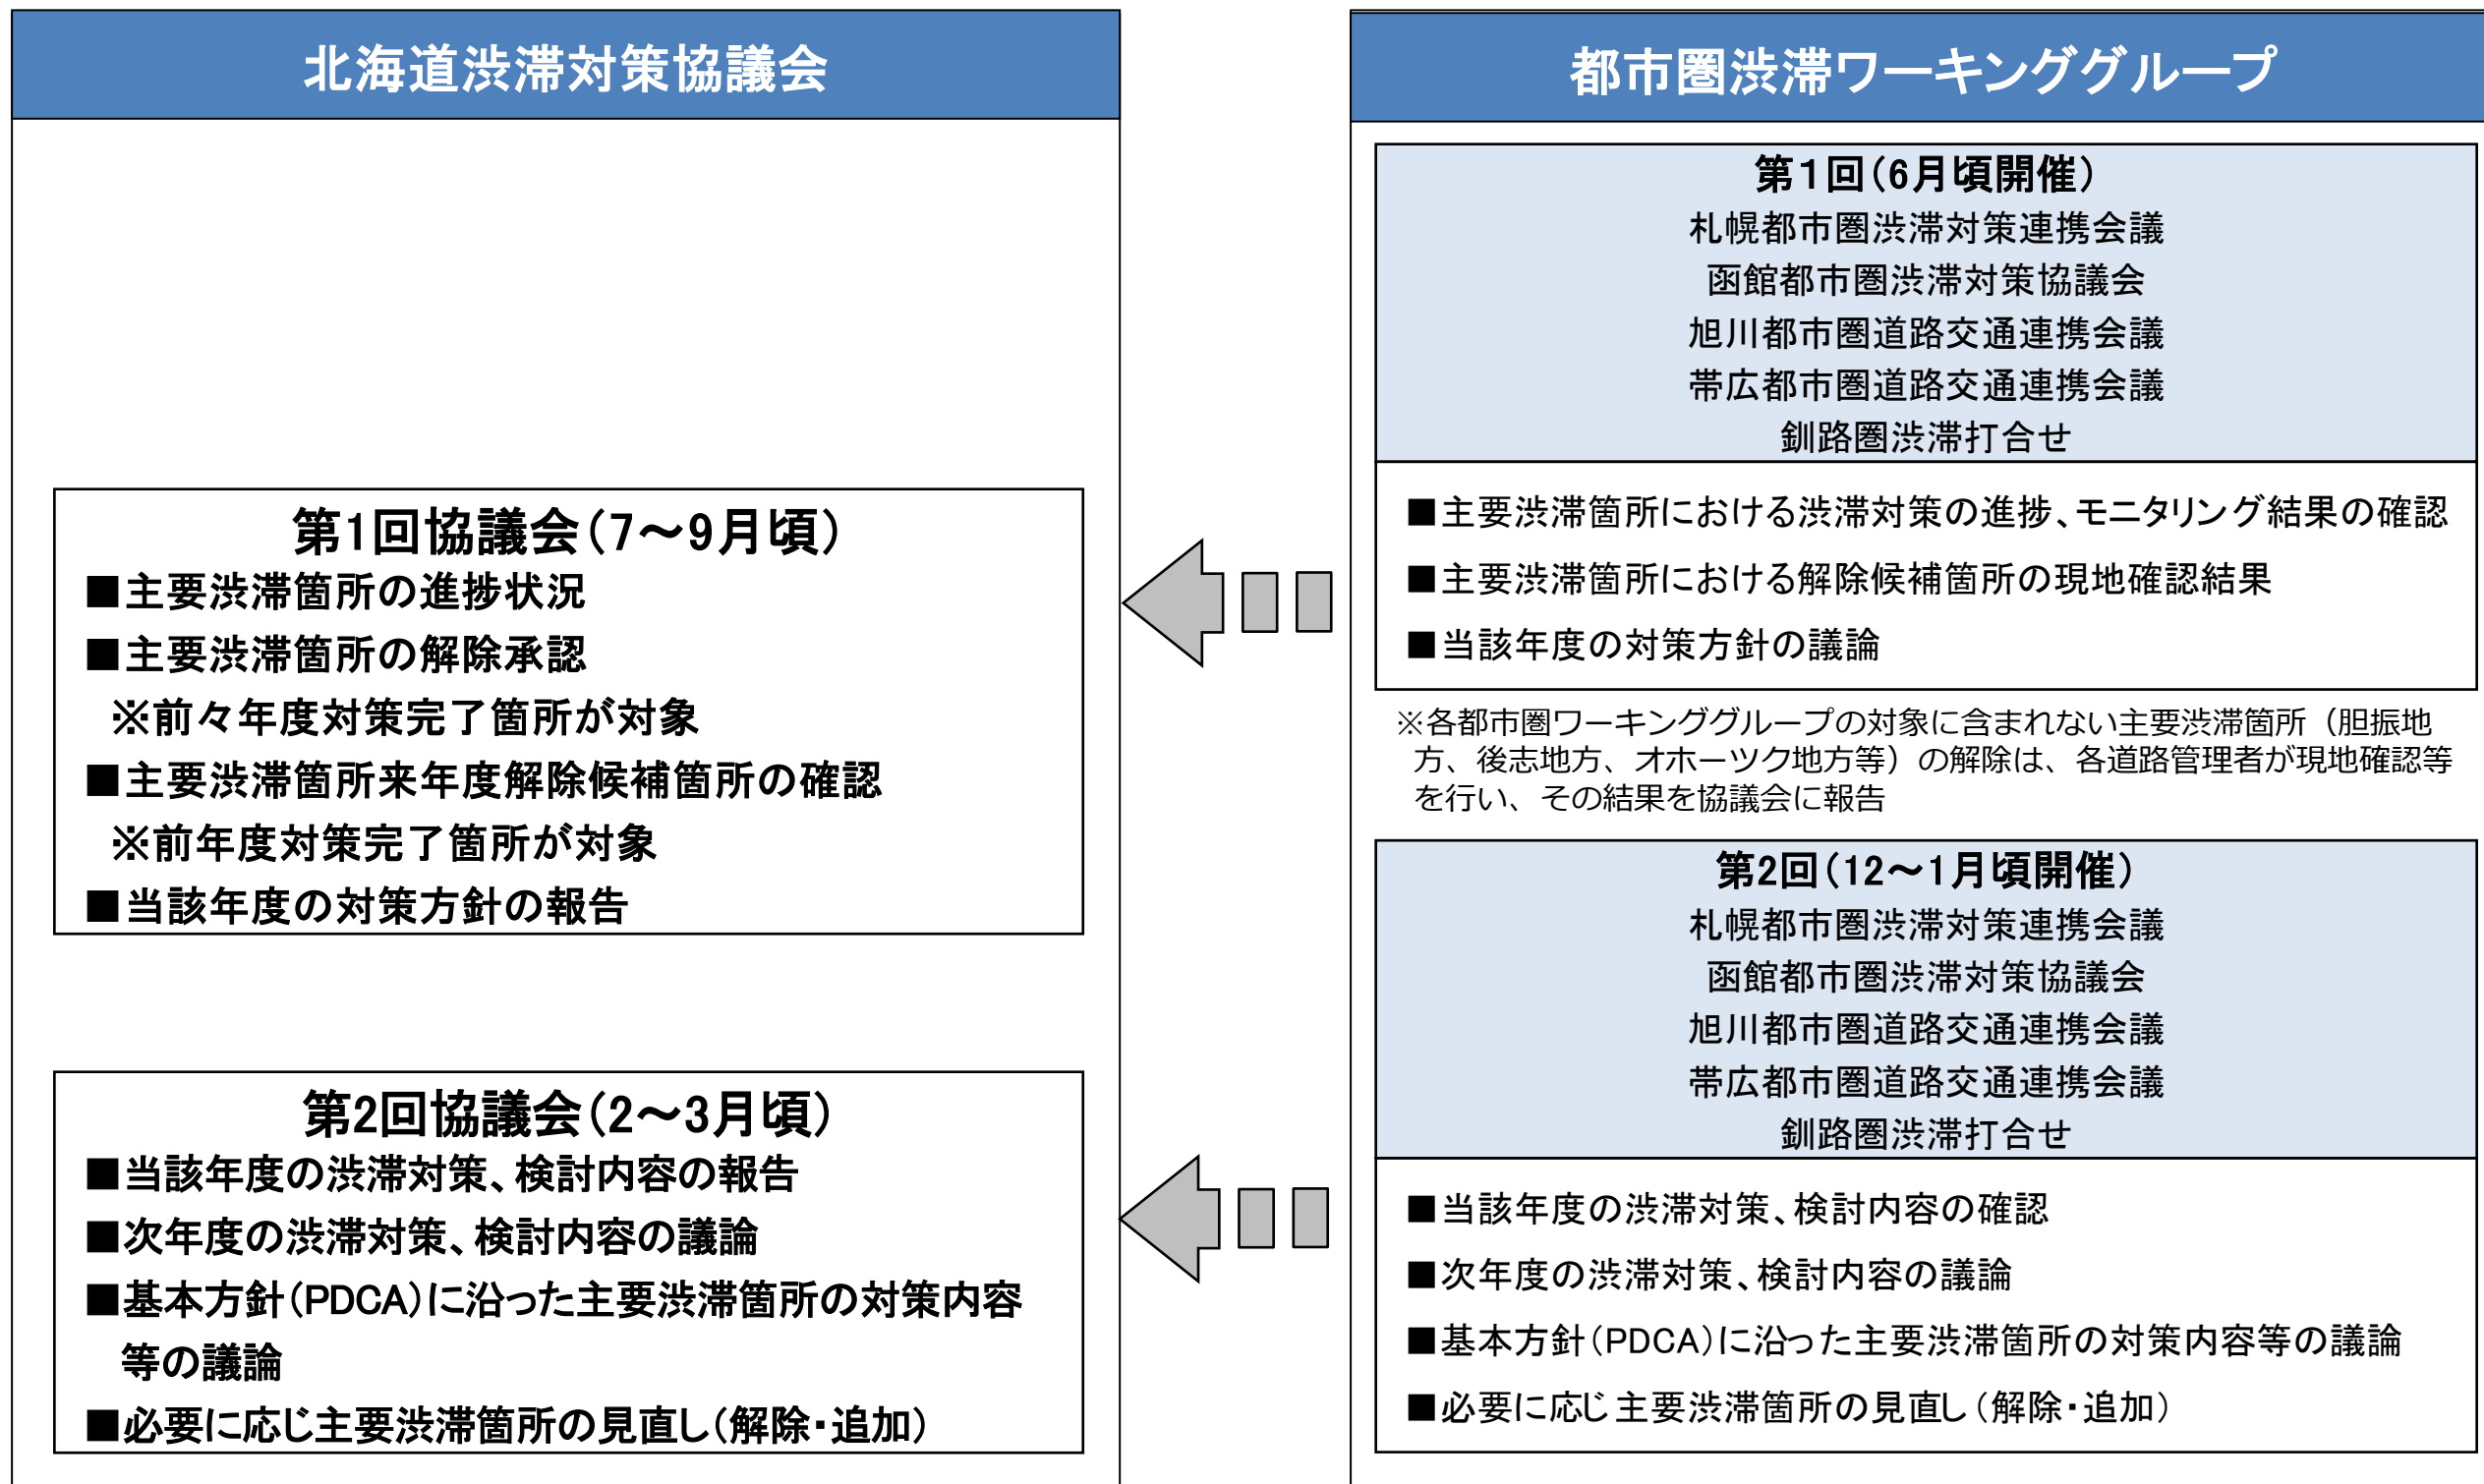 北海道渋滞対策協議会
第1回協議会(7～9月頃)
■主要渋滞箇所の進捗状況
■主要渋滞箇所の解除承認
※前々年度対策完了箇所が対象
■主要渋滞箇所来年度解除候補箇所の確認
※前年度対策完了箇所が対象
■当該年度の対策方針の報告
第2回協議会(2～3月頃)
■当該年度の渋滞対策、検討内容の報告
■次年度の渋滞対策、検討内容の議論
■基本方針(PDCA)に沿った主要渋滞箇所の対策内容
等の議論
■必要に応じ主要渋滞箇所の見直し(解除・追加)
都市圏渋滞ワーキンググループ
第1回(6月頃開催)
札幌都市圏渋滞対策連携会議
函館都市圏渋滞対策協議会
旭川都市圏道路交通連携会議
帯広都市圏道路交通連携会議
釧路圏渋滞打合せ
■主要渋滞箇所における渋滞対策の進捗、モニタリング結果の確認
■主要渋滞箇所における解除候補箇所の現地確認結果
■当該年度の対策方針の議論
※各都市圏ワーキンググループの対象に含まれない主要渋滞箇所（胆振地
方、後志地方、オホーツク地方等）の解除は、各道路管理者が現地確認等
を行い、その結果を協議会に報告
第2回(12～1月頃開催)
札幌都市圏渋滞対策連携会議
函館都市圏渋滞対策協議会
旭川都市圏道路交通連携会議
帯広都市圏道路交通連携会議
釧路圏渋滞打合せ
■当該年度の渋滞対策、検討内容の確認
■次年度の渋滞対策、検討内容の議論
■基本方針(PDCA)に沿った主要渋滞箇所の対策内容等の議論
■必要に応じ主要渋滞箇所の見直し(解除・追加)